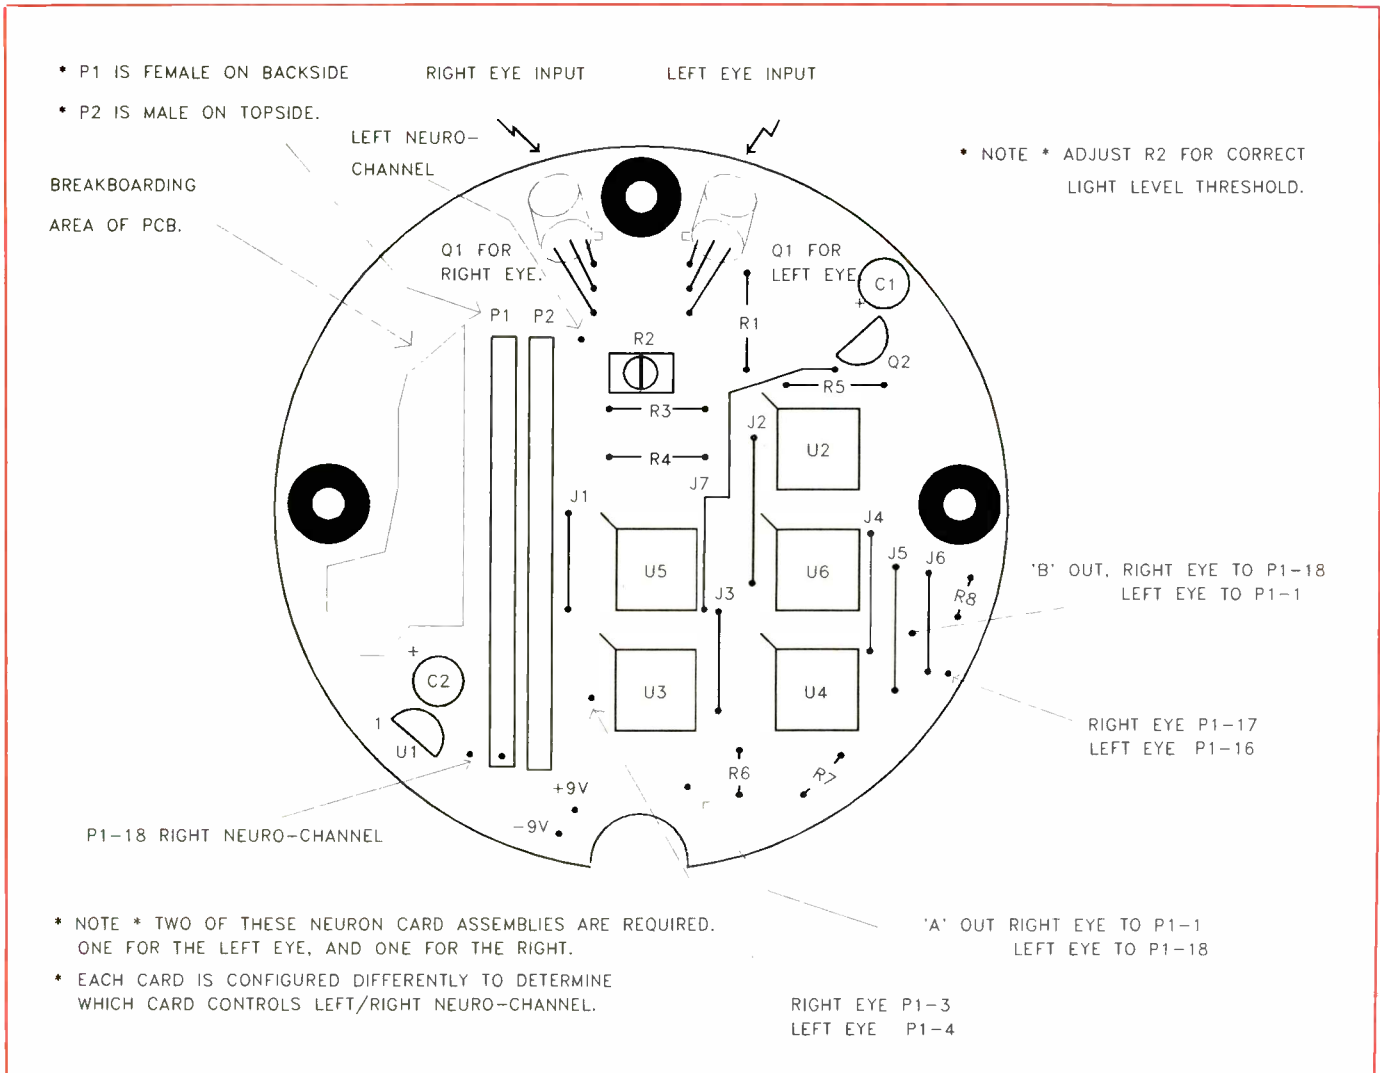 * P1 IS FEMALE ON BACKSIDE
RIGHT EYE INPUT
LEFT EYE INPUT
* P2 IS MALE ON TOPSIDE.
LEFT NEURO-
CHANNEL
* NOTE * ADJUST R2 FOR CORRECT
LIGHT LEVEL THRESHOLD.
BREAKBOARDING
AREA OF PCB.
Q1 FOR
RIGHT EYE.
Q1 FOR
LEFT EYE.
C1
+
P1
P2
R1
R2
Q2
R5
R3
J2
U2
R4
J7
J1
J4
J5
J6
U5
U6
R8
'B' OUT, RIGHT EYE TO P1-18
LEFT EYE TO P1-1
J3
+
C2
U3
U4
1
U1
RIGHT EYE P1-17
LEFT EYE P1-16
R6
R7
+9V
-9V
P1-18 RIGHT NEURO-CHANNEL
* NOTE * TWO OF THESE NEURON CARD ASSEMBLIES ARE REQUIRED.
ONE FOR THE LEFT EYE, AND ONE FOR THE RIGHT.
* EACH CARD IS CONFIGURED DIFFERENTLY TO DETERMINE
WHICH CARD CONTROLS LEFT/RIGHT NEURO-CHANNEL.
'A' OUT RIGHT EYE TO P1-1
LEFT EYE TO P1-18
RIGHT EYE P1-3
LEFT EYE P1-4